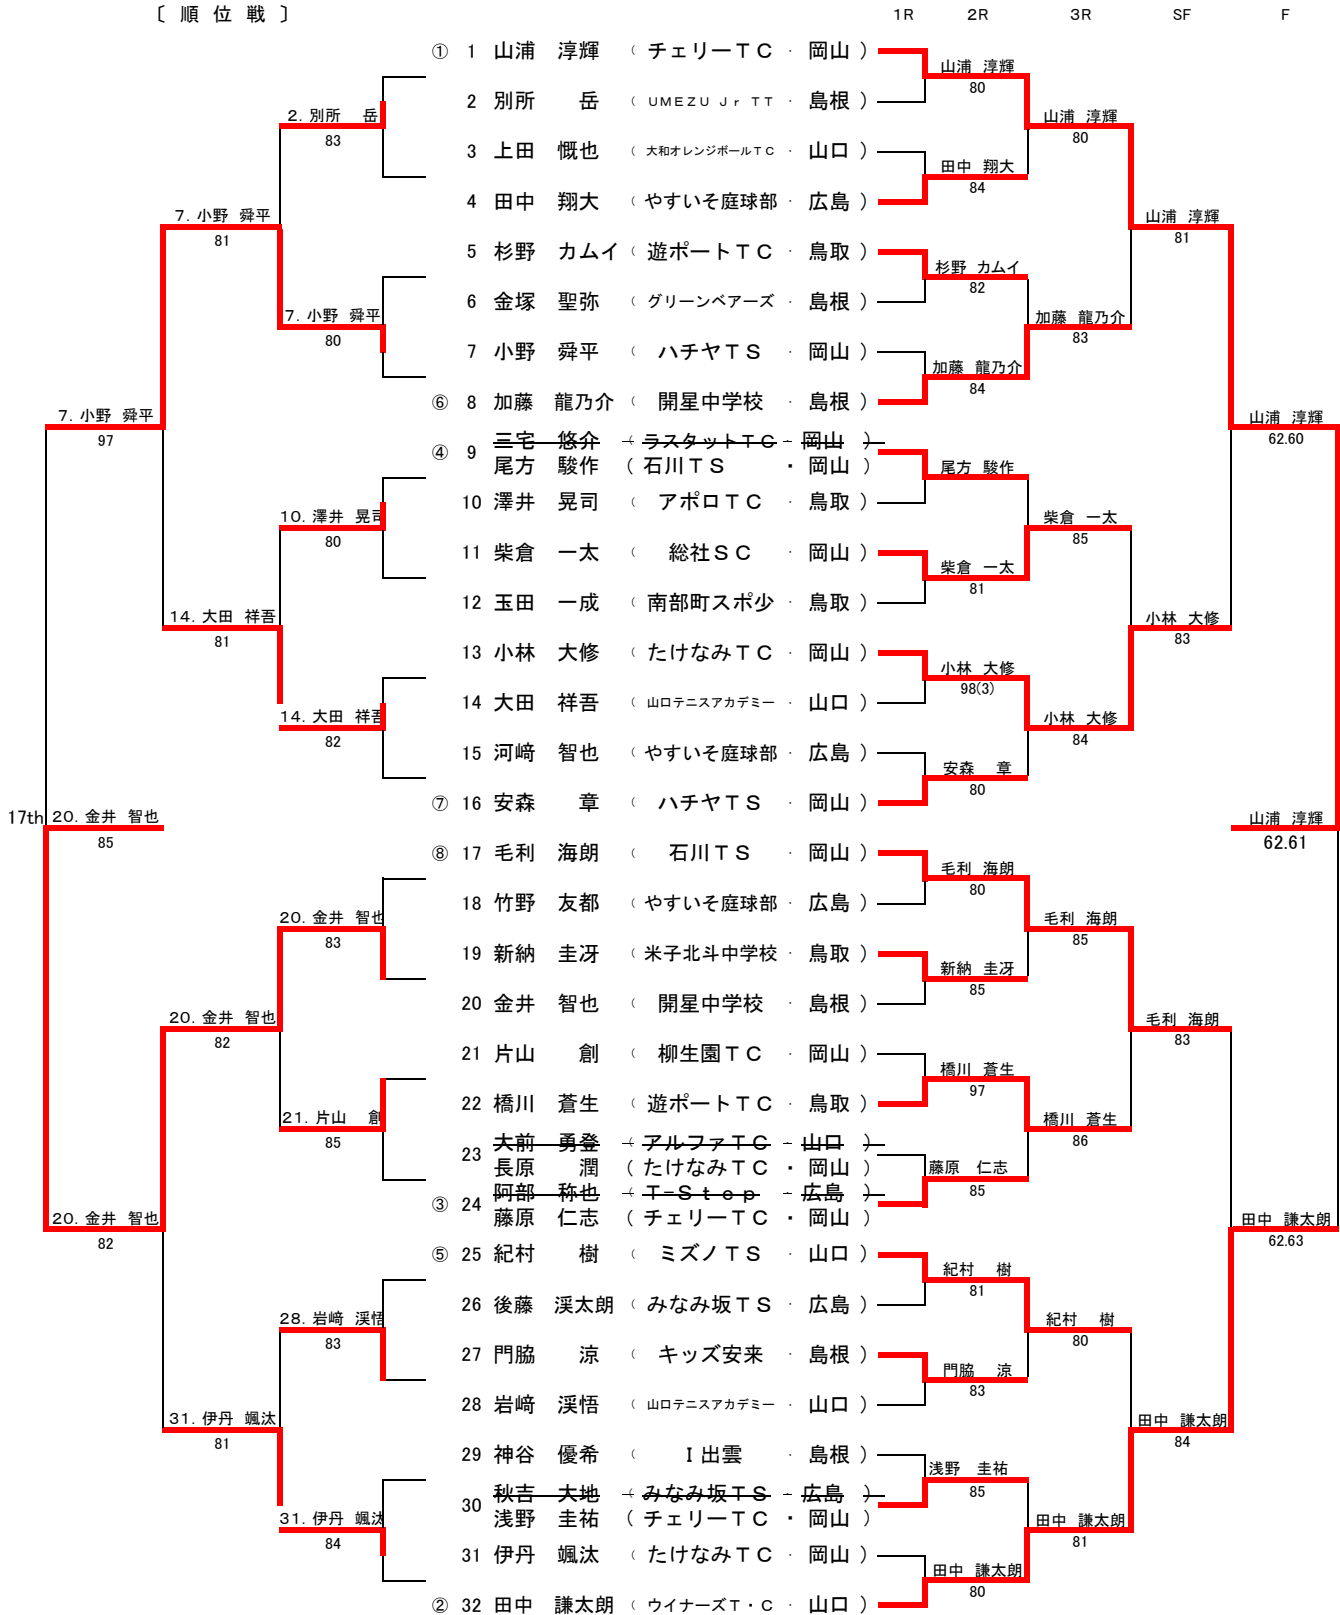 〔 順 位 戦 〕
1R 2R 3R SF F
① 1 山浦 淳輝 ( チェリーＴＣ ・ 岡山 )
2 別所 岳 ( ＵＭＥＺＵ Ｊｒ ＴＴ ・ 島根 )
3 上田 慨也 ( 大和オレンジボールＴＣ ・ 山口 )
4 田中 翔大 ( やすいそ庭球部 ・ 広島 )
5 杉野 カムイ ( 遊ポートＴＣ ・ 鳥取 )
6 金塚 聖弥 ( グリーンベアーズ ・ 島根 )
7 小野 舜平 ( ハチヤＴＳ ・ 岡山 )
⑥ 8 加藤 龍乃介 ( 開星中学校 ・ 島根 )
三宅 悠介 ( ラスタットＴＣ ・ 岡山 )
④ 9
尾方 駿作 ( 石川ＴＳ ・ 岡山 )
10 澤井 晃司 ( アポロＴＣ ・ 鳥取 )
11 柴倉 一太 ( 総社ＳＣ ・ 岡山 )
12 玉田 一成 ( 南部町スポ少 ・ 鳥取 )
13 小林 大修 ( たけなみＴＣ ・ 岡山 )
14 大田 祥吾 ( 山口テニスアカデミー ・ 山口 )
15 河﨑 智也 ( やすいそ庭球部 ・ 広島 )
⑦ 16 安森 章 ( ハチヤＴＳ ・ 岡山 )
⑧ 17 毛利 海朗 ( 石川ＴＳ ・ 岡山 )
18 竹野 友都 ( やすいそ庭球部 ・ 広島 )
19 新納 圭冴 ( 米子北斗中学校 ・ 鳥取 )
20 金井 智也 ( 開星中学校 ・ 島根 )
21 片山 創 ( 柳生園ＴＣ ・ 岡山 )
22 橋川 蒼生 ( 遊ポートＴＣ ・ 鳥取 )
大前 勇登 ( アルファＴＣ ・ 山口 )
23
長原 潤 ( たけなみＴＣ ・ 岡山 )
阿部 称也 ( Ｔ-Ｓｔｏｐ ・ 広島 )
③ 24
藤原 仁志 ( チェリーＴＣ ・ 岡山 )
⑤ 25 紀村 樹 ( ミズノＴＳ ・ 山口 )
26 後藤 渓太朗 ( みなみ坂ＴＳ ・ 広島 )
27 門脇 涼 ( キッズ安来 ・ 島根 )
28 岩﨑 渓悟 ( 山口テニスアカデミー ・ 山口 )
29 神谷 優希 ( Ｉ出雲 ・ 島根 )
秋吉 大地 ( みなみ坂ＴＳ ・ 広島 )
30
浅野 圭祐 ( チェリーＴＣ ・ 岡山 )
31 伊丹 颯汰 ( たけなみＴＣ ・ 岡山 )
② 32 田中 謙太朗 ( ウイナーズＴ・Ｃ ・ 山口 )
2. 別所 岳
83
7. 小野 舜平
80
10. 澤井 晃司
80
14. 大田 祥吾
82
20. 金井 智也
83
21. 片山 創
85
28. 岩﨑 渓悟
83
31. 伊丹 颯汰
84
7. 小野 舜平
81
14. 大田 祥吾
81
20. 金井 智也
82
31. 伊丹 颯汰
81
7. 小野 舜平
97
20. 金井 智也
82
17th 20. 金井 智也
85
山浦 淳輝
80
田中 翔大
84
杉野 カムイ
82
加藤 龍乃介
84
尾方 駿作
柴倉 一太
81
小林 大修
98(3)
安森 章
80
毛利 海朗
80
新納 圭冴
85
橋川 蒼生
97
藤原 仁志
85
紀村 樹
81
門脇 涼
83
浅野 圭祐
85
田中 謙太朗
80
山浦 淳輝
80
加藤 龍乃介
83
柴倉 一太
85
小林 大修
84
毛利 海朗
85
橋川 蒼生
86
紀村 樹
80
田中 謙太朗
81
山浦 淳輝
81
小林 大修
83
毛利 海朗
83
田中 謙太朗
84
山浦 淳輝
62.60
田中 謙太朗
62.63
山浦 淳輝
62.61